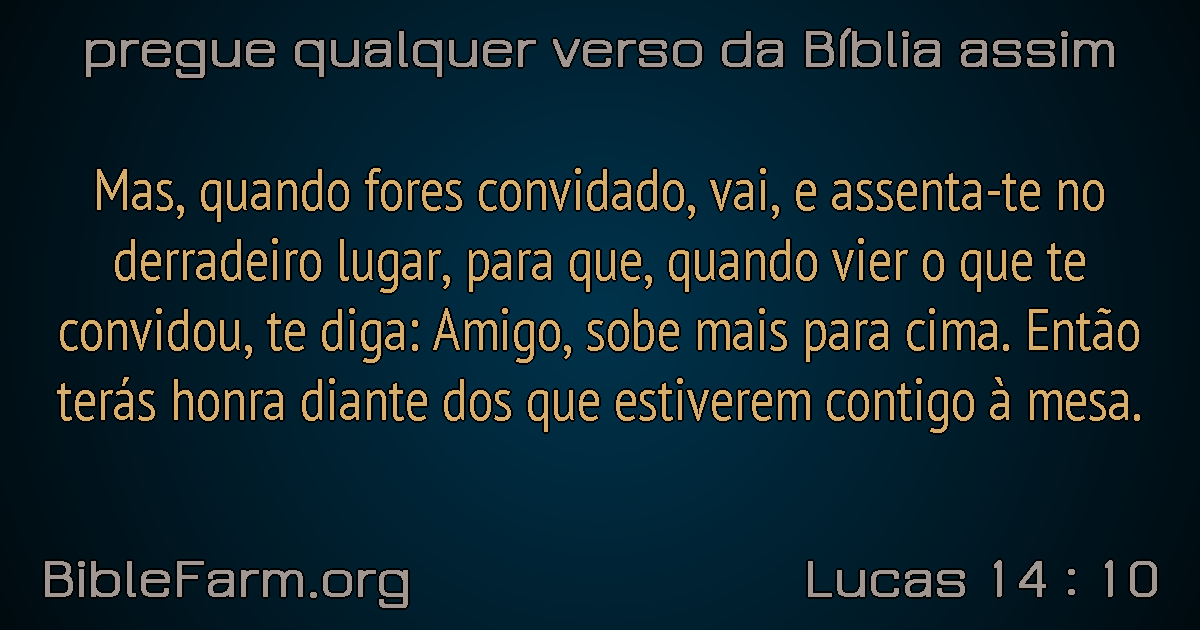 pregue qualquer verso da Bíblia assim
Mas, quando fores convidado, vai, e assenta-te no
derradeiro lugar, para que, quando vier o que te
convidou, te diga: Amigo, sobe mais para cima. Então
terás honra diante dos que estiverem contigo à mesa.
BibleFarm.org
Lucas 14 : 10